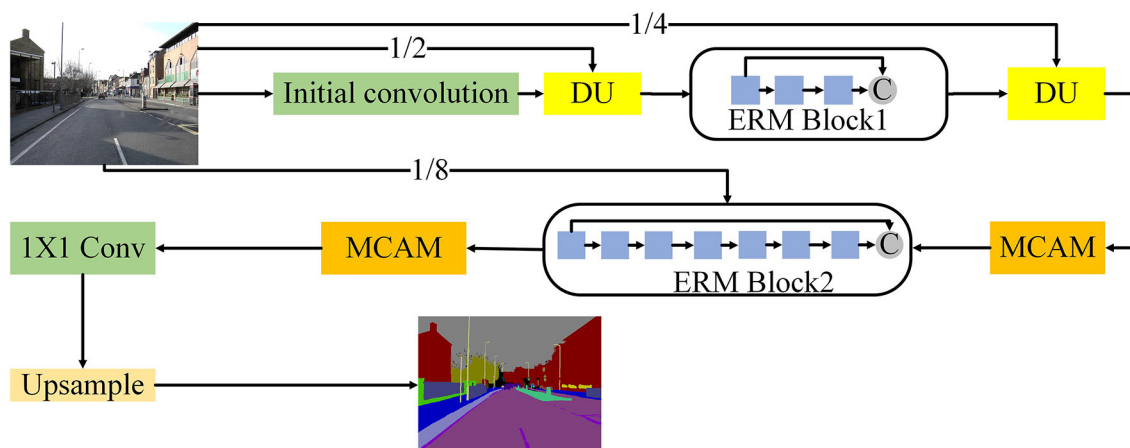 1/4
1/2
Initial convolution
DU
C
ERM Block1
DU
1/8
1X1 Conv
MCAM
C
ERM Block2
MCAM
Upsample